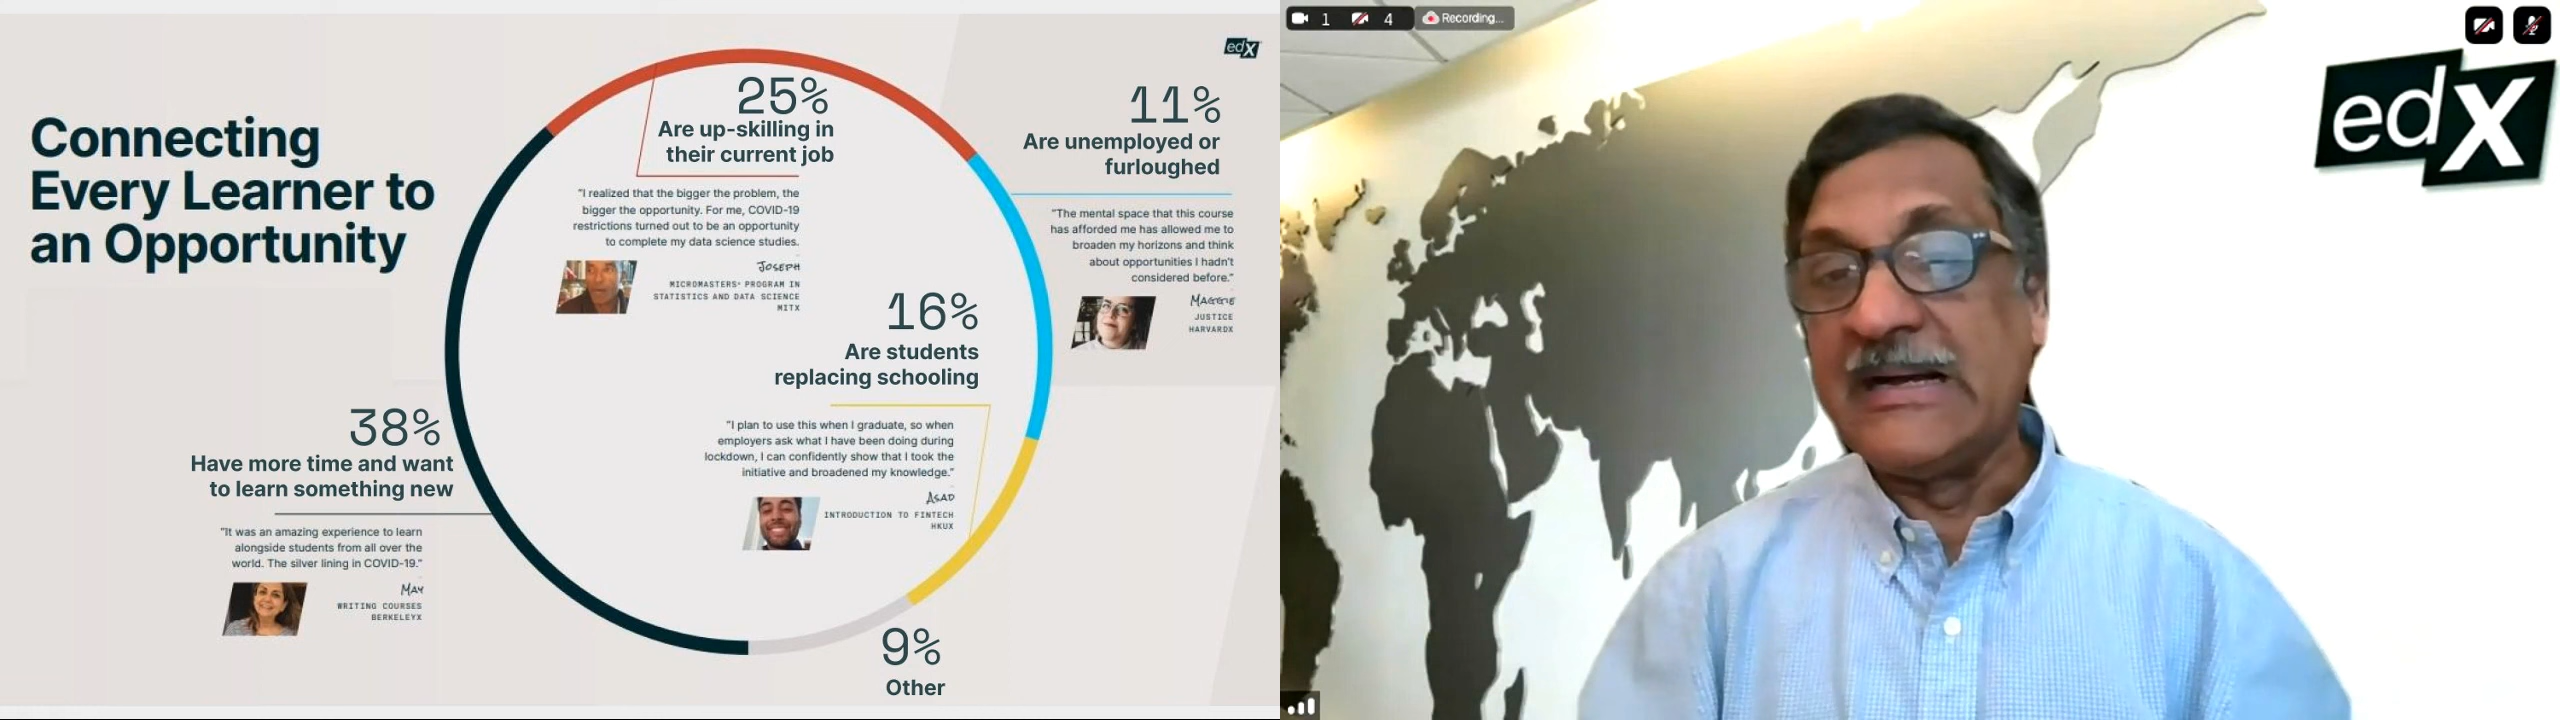 edX
Connecting
Every Learner to
an Opportunity
25%
Are up-skilling in
their current job
"I realized that the bigger the problem, the
bigger the opportunity. For me, COVID-19
restrictions turned out to be an opportunity
to complete my data science studies.
JOSEPH
MICROMASTERS® PROGRAM IN
STATISTICS AND DATA SCIENCE
MITX
11%
Are unemployed or
furloughed
"The mental space that this course
has afforded me has allowed me to
broaden my horizons and think
about opportunities I hadn't
considered before."
MAGGIE
JUSTICE
HARVARDX
16%
Are students
replacing schooling
"I plan to use this when I graduate, so when
employers ask what I have been doing during
lockdown, I can confidently show that I took the
initiative and broadened my knowledge."
ASAD
INTRODUCTION TO FINTECH
HKUX
38%
Have more time and want
to learn something new
"It was an amazing experience to learn
alongside students from all over the
world. The silver lining in COVID-19."
MAY
WRITING COURSES
BERKELEYX
9%
Other
1 4 Recording...
edX